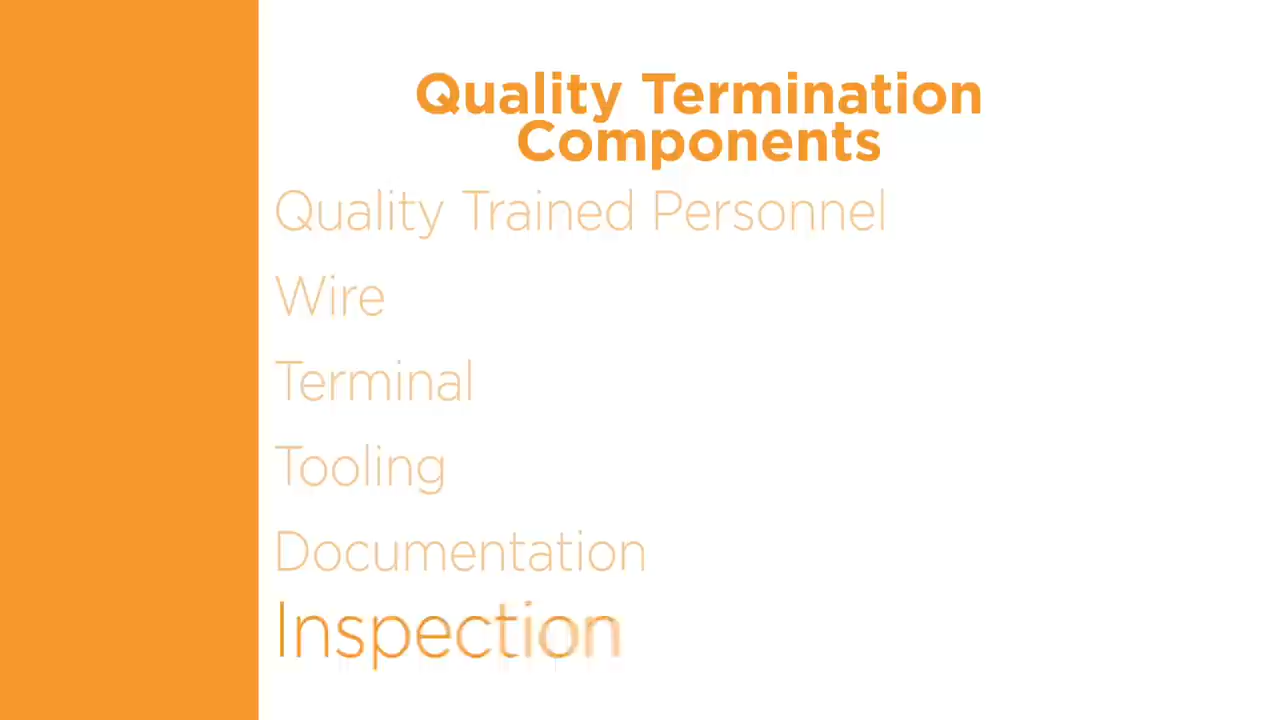 Quality Termination
Components
Quality Trained Personnel
Wire
Terminal
Tooling
Documentation
Inspection